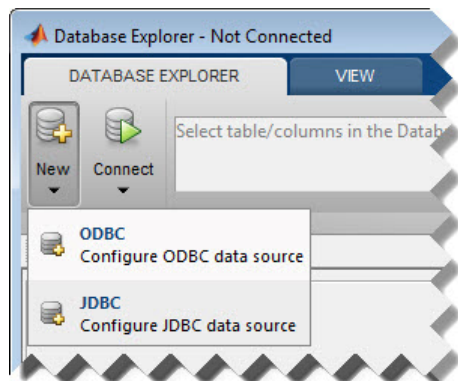 Database Explorer - Not Connected
DATABASE EXPLORER
VIEW
New
Connect
Select table/columns in the Datab
ODBC
Configure ODBC data source
JDBC
Configure JDBC data source